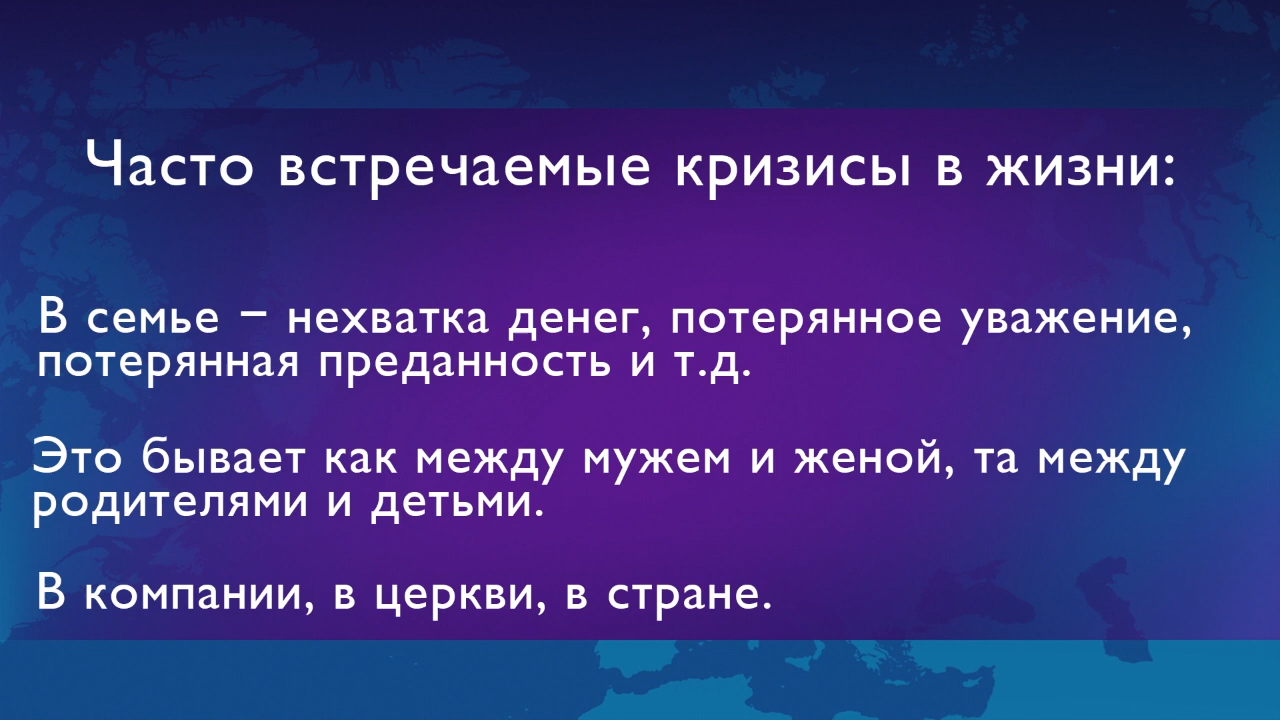 Часто встречаемые кризисы в жизни:
В семье – нехватка денег, потерянное уважение,
потерянная преданность и т.д.
Это бывает как между мужем и женой, та между
родителями и детьми.
В компании, в церкви, в стране.